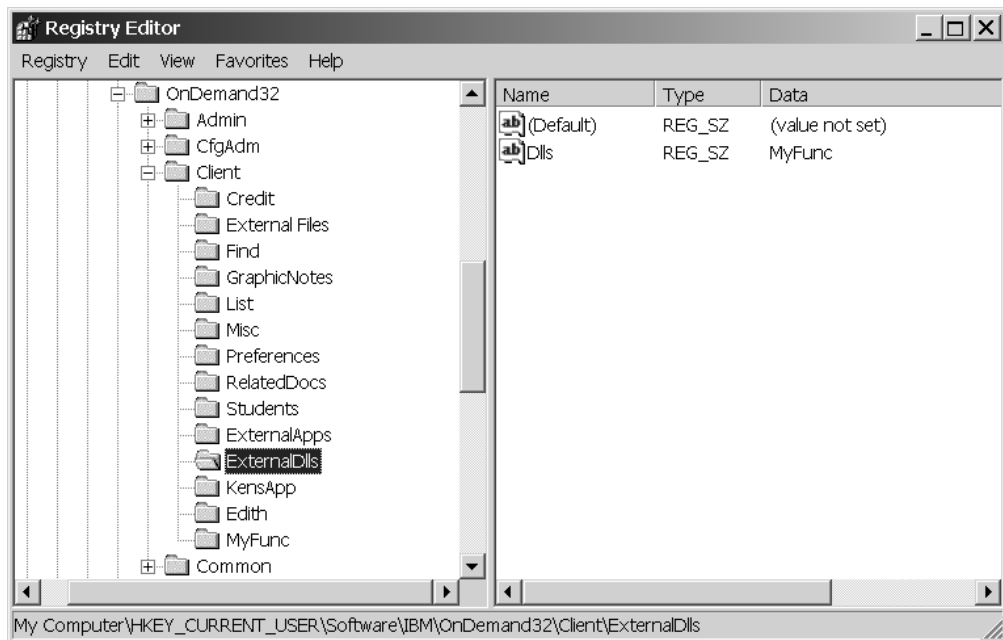 Registry Editor
Registry Edit View Favorites Help
OnDemand32
Admin
CfgAdm
Client
Credit
External Files
Find
GraphicNotes
List
Misc
Preferences
RelatedDocs
Students
ExternalApps
ExternalDlls
KensApp
Edith
MyFunc
Common
Name Type Data
ab (Default) REG_SZ (value not set)
ab Dlls REG_SZ MyFunc
My Computer\HKEY_CURRENT_USER\Software\IBM\OnDemand32\Client\ExternalDlls